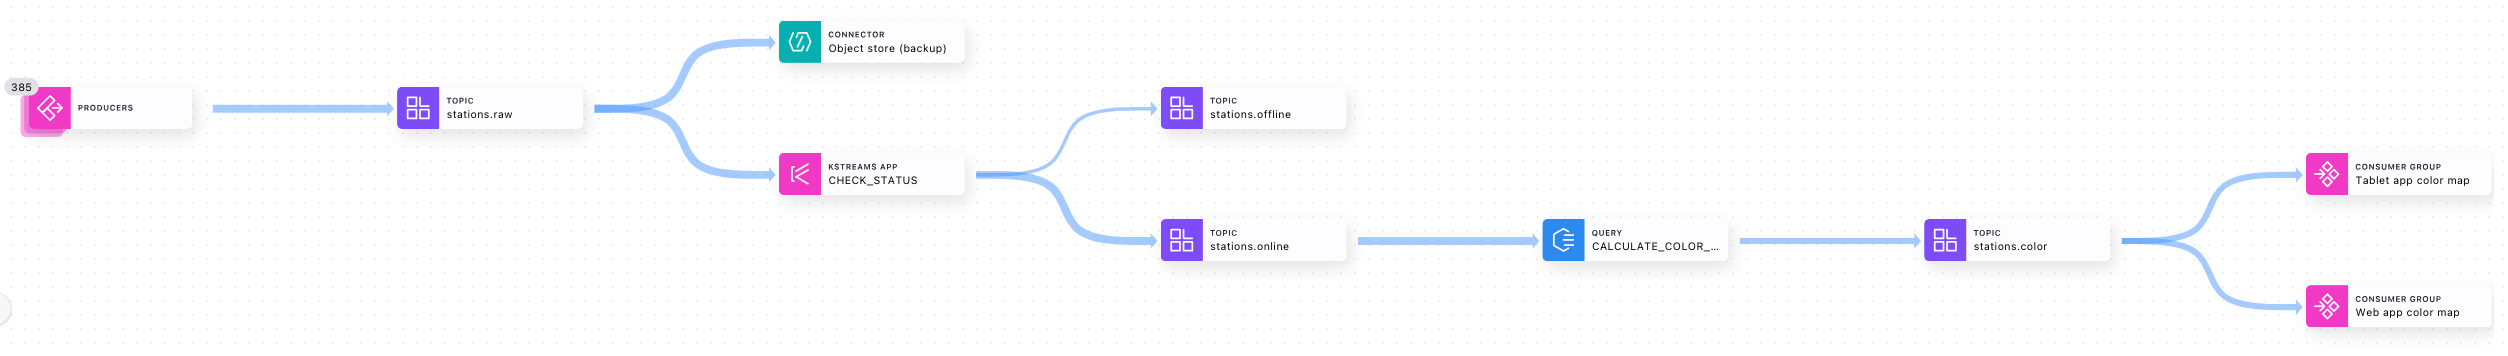 385
PRODUCERS
TOPIC
stations.raw
CONNECTOR
Object store (backup)
KSTREAMS APP
CHECK_STATUS
TOPIC
stations.offline
TOPIC
stations.online
QUERY
CALCULATE_COLOR_...
TOPIC
stations.color
CONSUMER GROUP
Tablet app color map
CONSUMER GROUP
Web app color map